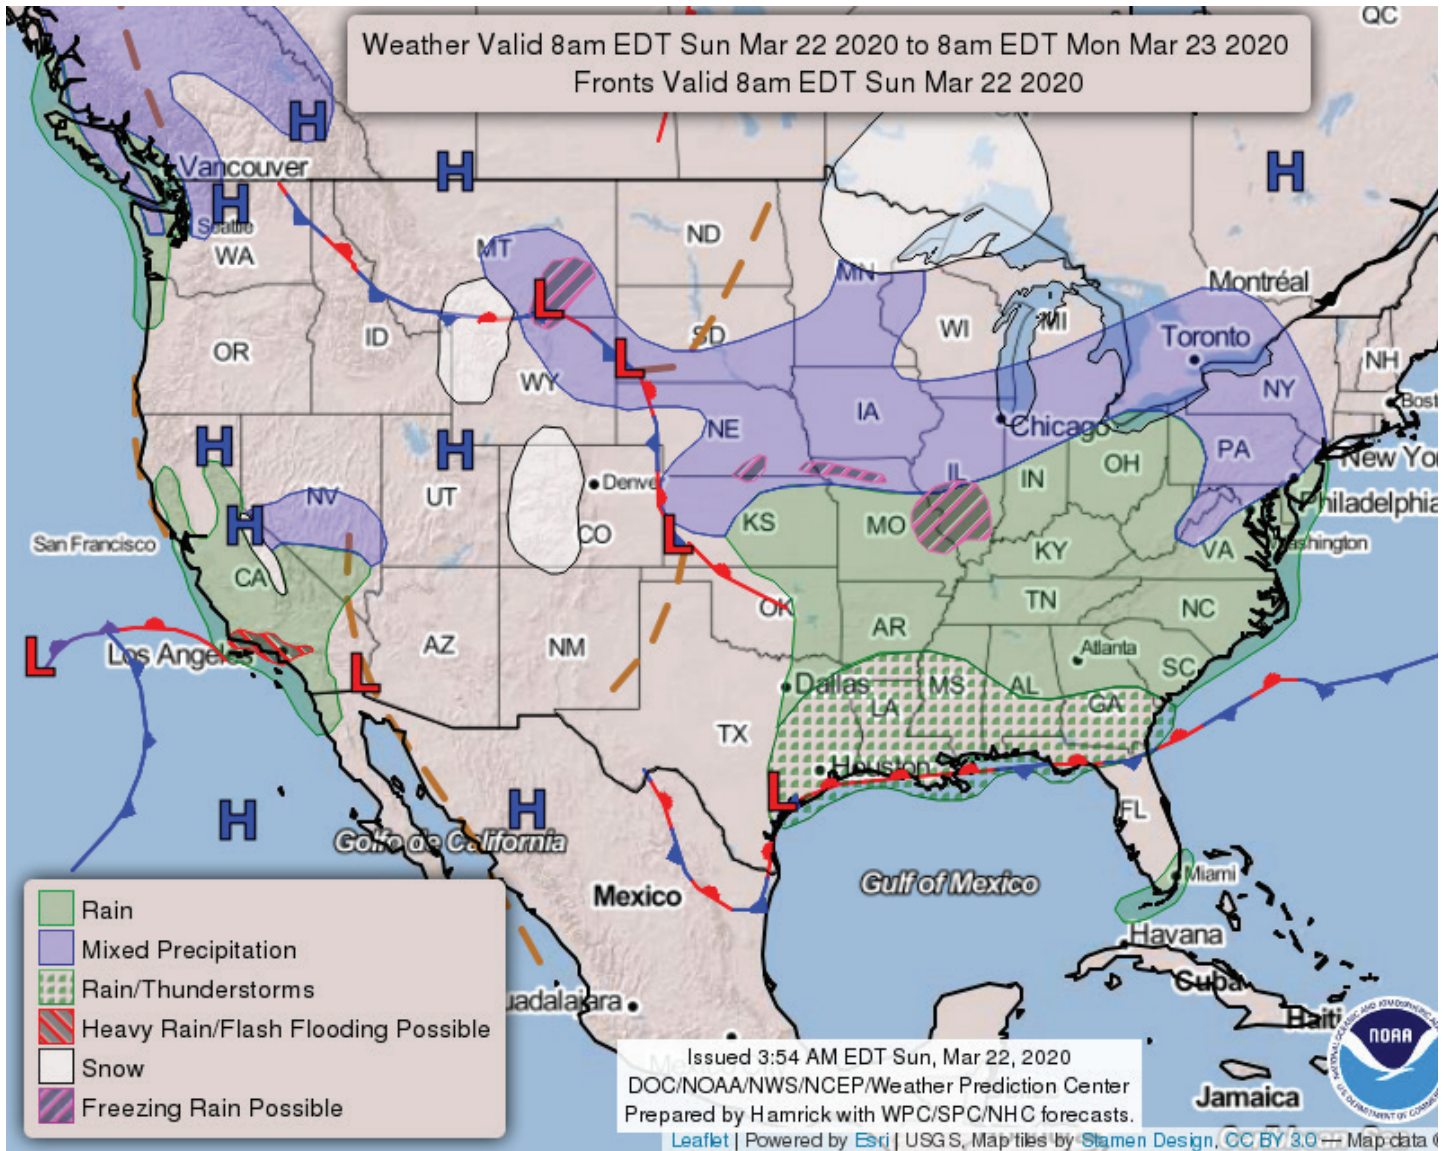 QC
Weather Valid 8am EDT Sun Mar 22 2020 to 8am EDT Mon Mar 23 2020
Fronts Valid 8am EDT Sun Mar 22 2020
H
H
H
Vancouver
H
Seattle
WA
MT
ND
MN
Montréal
L
OR
ID
SD
WI
MI
Toronto
NH
L
WY
NY
Bost
IA
NE
Chicago
H
H
PA
New Yo
UT
Denver
IL
IN
OH
NV
Philadelphia
H
CO
KS
MO
San Francisco
L
KY
VA
ashington
CA
OK
TN
NC
AZ
NM
AR
Atlanta
L
Los Angeles
L
SC
Dallas
MS
AL
GA
LA
TX
Houston
L
H
H
FL
Golfo de California
Gulf of Mexico
Miami
Mexico
Havana
Cuba
uadalajara
Haiti
Jamaica
NOAA
Rain
Mixed Precipitation
Rain/Thunderstorms
Heavy Rain/Flash Flooding Possible
Snow
Freezing Rain Possible
Issued 3:54 AM EDT Sun, Mar 22, 2020
DOC/NOAA/NWS/NCEP/Weather Prediction Center
Prepared by Hamrick with WPC/SPC/NHC forecasts.
Leaflet | Powered by Esri | USGS, Map tiles by Stamen Design, CC BY 3.0 — Map data ©